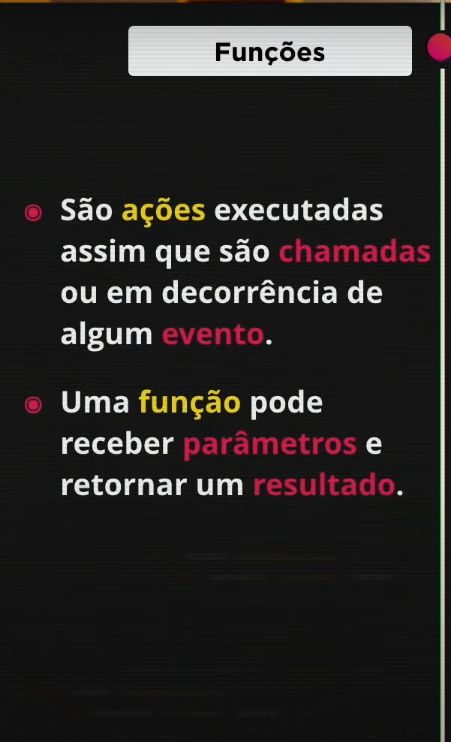 Funções
São ações executadas
assim que são chamadas
ou em decorrência de
algum evento.
Uma função pode
receber parâmetros e
retornar um resultado.